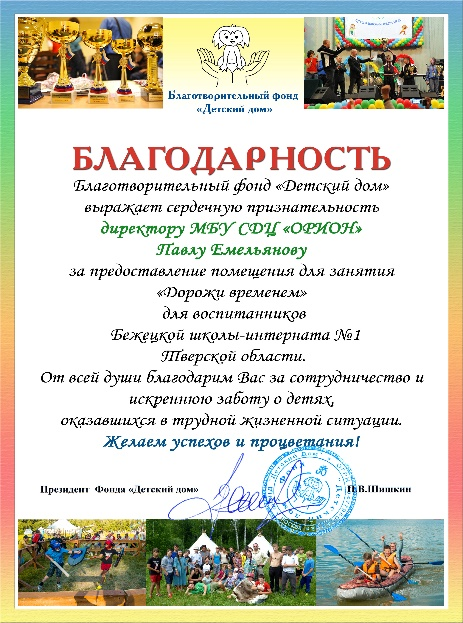 Благотворительный фонд
«Детский дом»
БЛАГОДАРНОСТЬ
Благотворительный фонд «Детский дом»
выражает сердечную признательность
директору МБУ СДЦ «ОРИОН»
Павлу Емельянову
за предоставление помещения для занятия
«Дорожи временем»
для воспитанников
Бежецкой школы-интерната №1
Тверской области.
От всей души благодарим Вас за сотрудничество и
искреннюю заботу о детях,
оказавшихся в трудной жизненной ситуации.
Желаем успехов и процветания!
Президент Фонда «Детский дом»
П.В.Шишкин